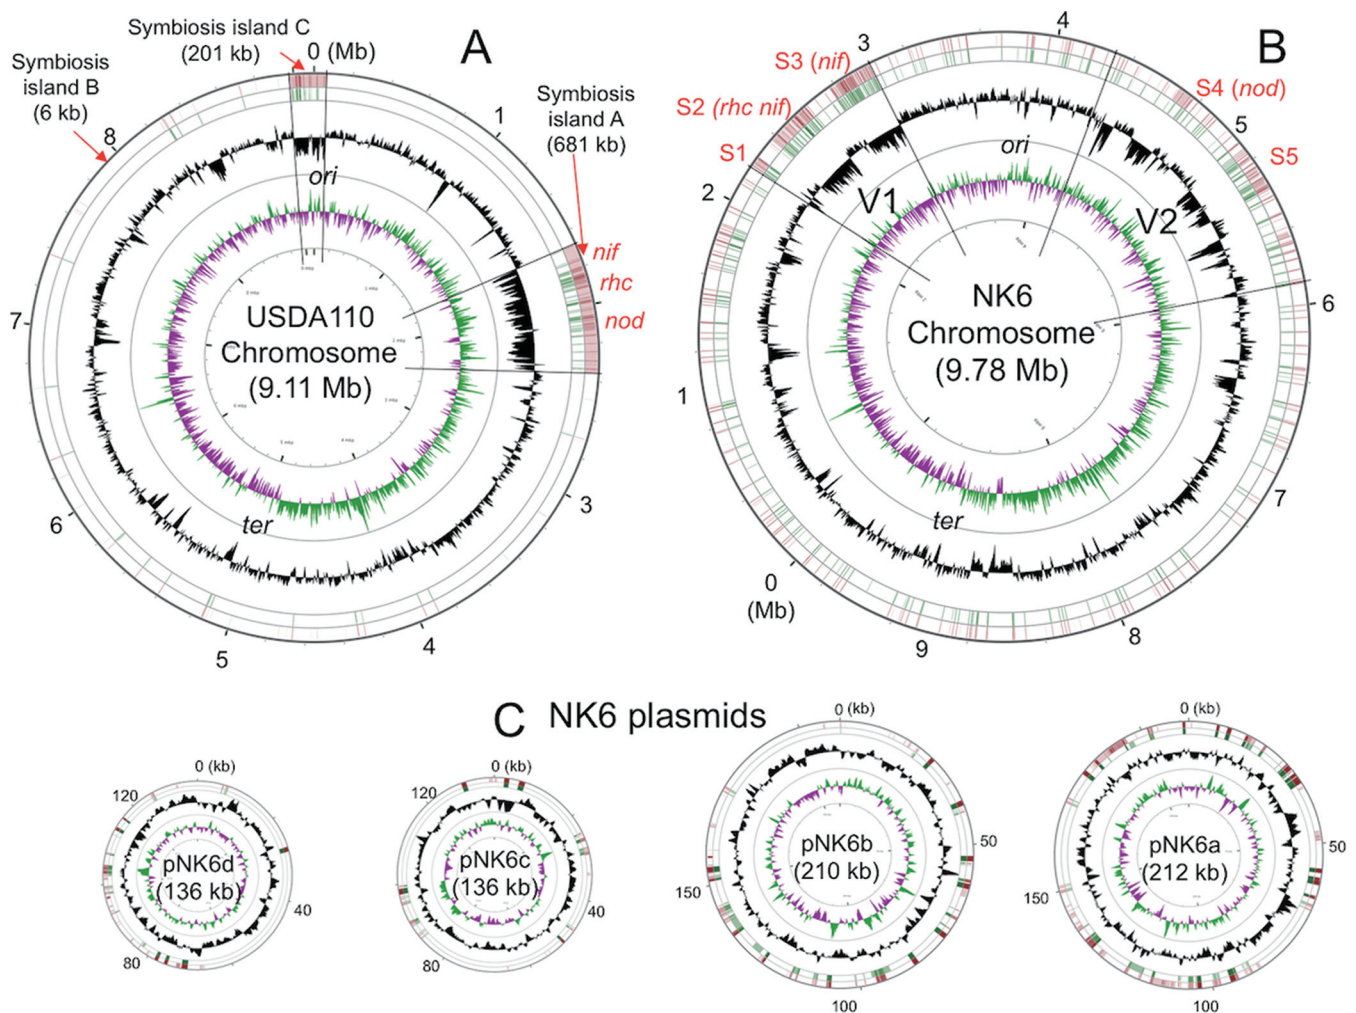 Symbiosis island C
(201 kb)
0 (Mb)
A
Symbiosis
island B
(6 kb)
Symbiosis
island A
(681 kb)
8
1
ori
nif
rhc
nod
7
USDA110
Chromosome
(9.11 Mb)
3
6
ter
5
4
B
4
3
S3 (nif)
S2 (rhc nif)
S1
S4 (nod)
5
S5
2
ori
V1
V2
6
NK6
Chromosome
(9.78 Mb)
1
7
ter
0
(Mb)
8
9
C NK6 plasmids
0 (kb)
120
pNK6d
(136 kb)
40
80
0 (kb)
120
pNK6c
(136 kb)
40
80
0 (kb)
50
pNK6b
(210 kb)
150
100
0 (kb)
50
pNK6a
(212 kb)
150
100